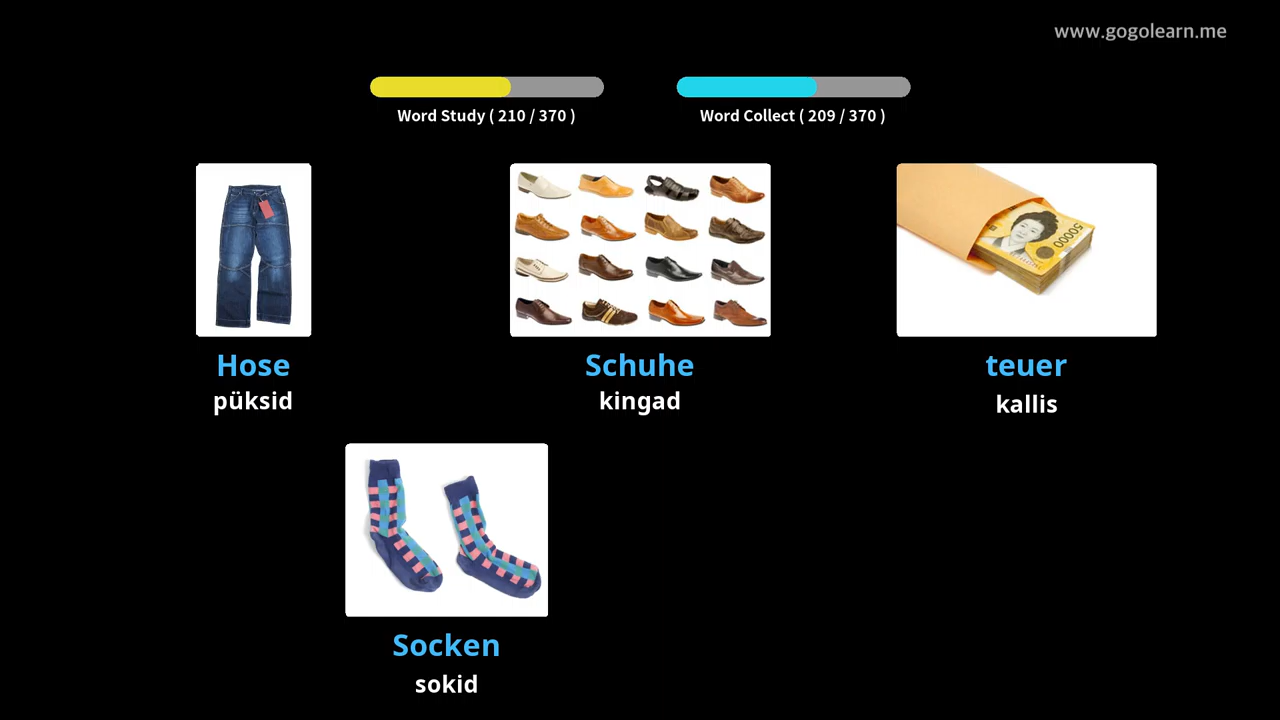 www.gogolearn.me
Word Study ( 210 / 370 )
Word Collect ( 209 / 370 )
Hose
püksid
Schuhe
kingad
50000
teuer
kallis
Socken
sokid